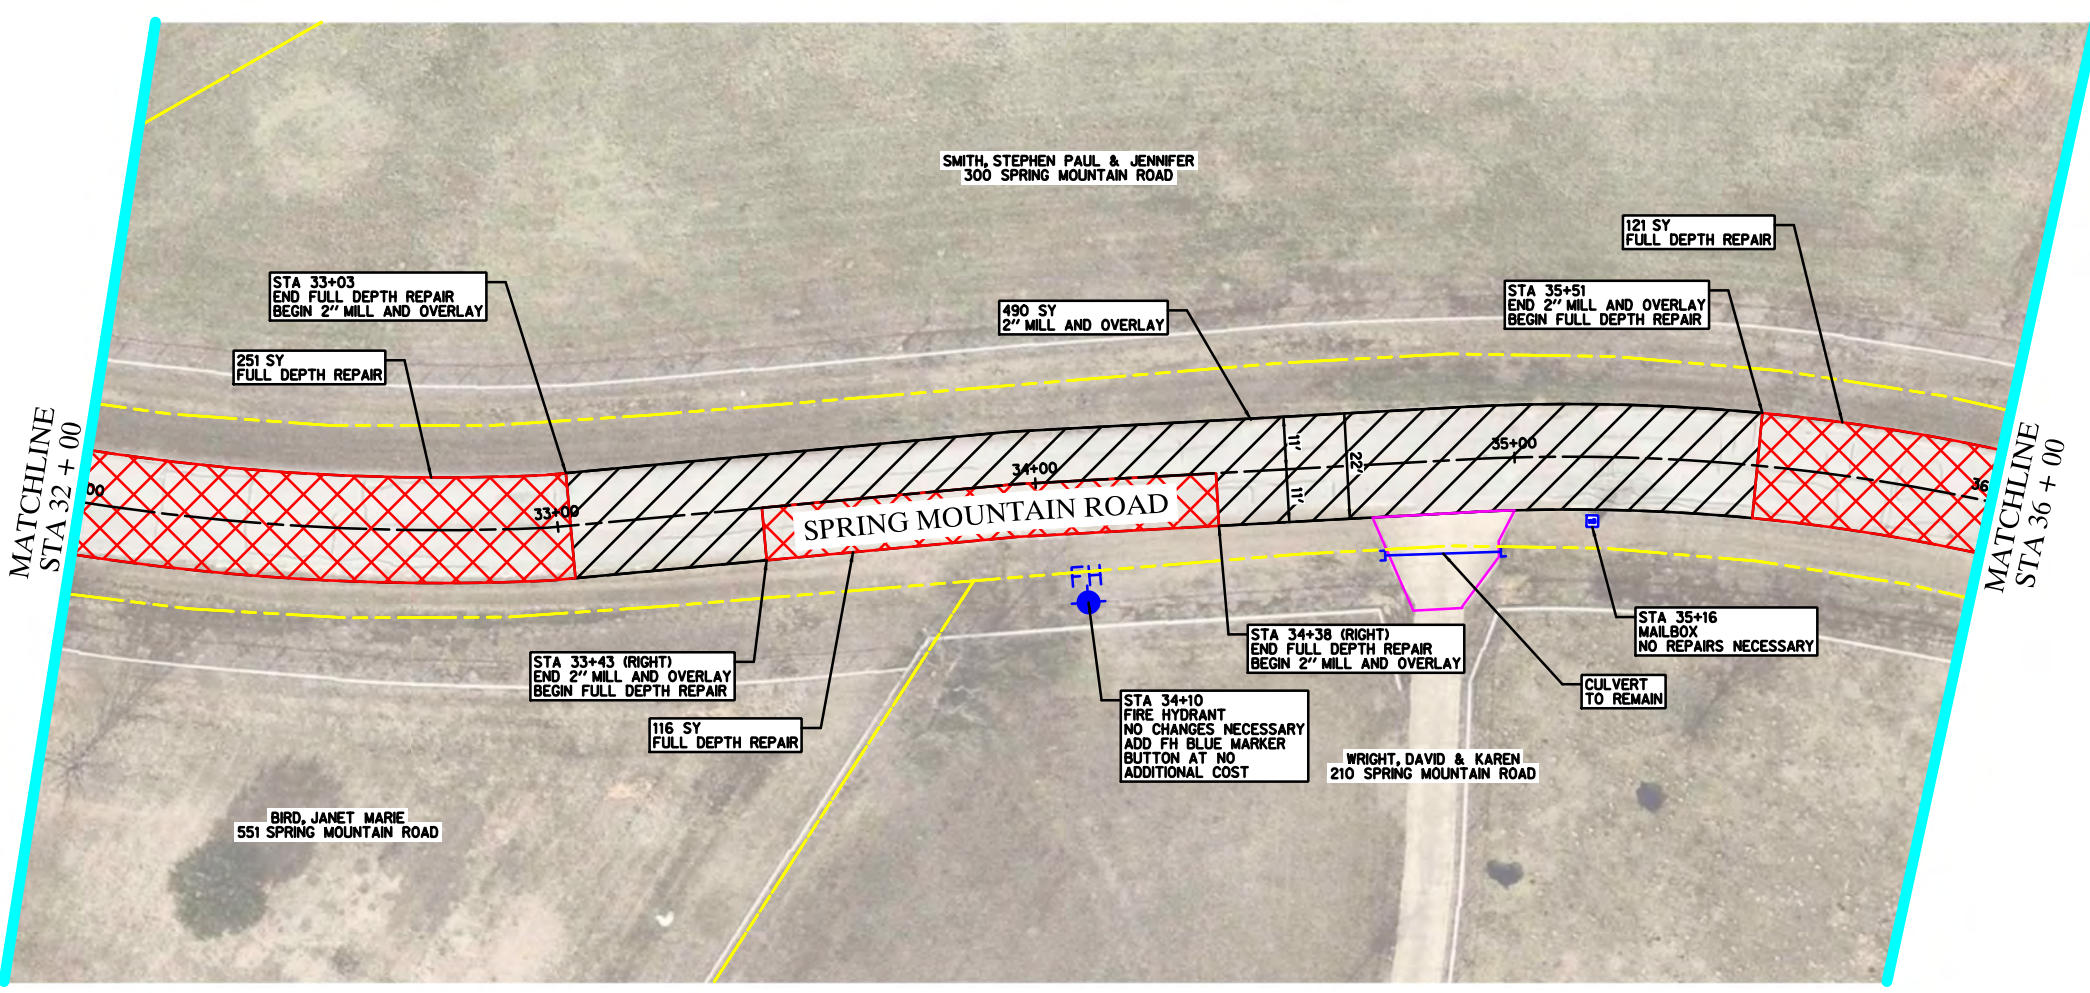 SMITH, STEPHEN PAUL & JENNIFER
300 SPRING MOUNTAIN ROAD
121 SY
FULL DEPTH REPAIR
STA 33+03
END FULL DEPTH REPAIR
BEGIN 2" MILL AND OVERLAY
490 SY
2" MILL AND OVERLAY
STA 35+51
END 2" MILL AND OVERLAY
BEGIN FULL DEPTH REPAIR
251 SY
FULL DEPTH REPAIR
MATCHLINE
STA 32 + 00
00
33+00
34+00
11'
11'
22'
35+00
36
MATCHLINE
STA 36 + 00
SPRING MOUNTAIN ROAD
FH
STA 33+43 (RIGHT)
END 2" MILL AND OVERLAY
BEGIN FULL DEPTH REPAIR
116 SY
FULL DEPTH REPAIR
STA 34+10
FIRE HYDRANT
NO CHANGES NECESSARY
ADD FH BLUE MARKER
BUTTON AT NO
ADDITIONAL COST
STA 34+38 (RIGHT)
END FULL DEPTH REPAIR
BEGIN 2" MILL AND OVERLAY
STA 35+16
MAILBOX
NO REPAIRS NECESSARY
CULVERT
TO REMAIN
WRIGHT, DAVID & KAREN
210 SPRING MOUNTAIN ROAD
BIRD, JANET MARIE
551 SPRING MOUNTAIN ROAD